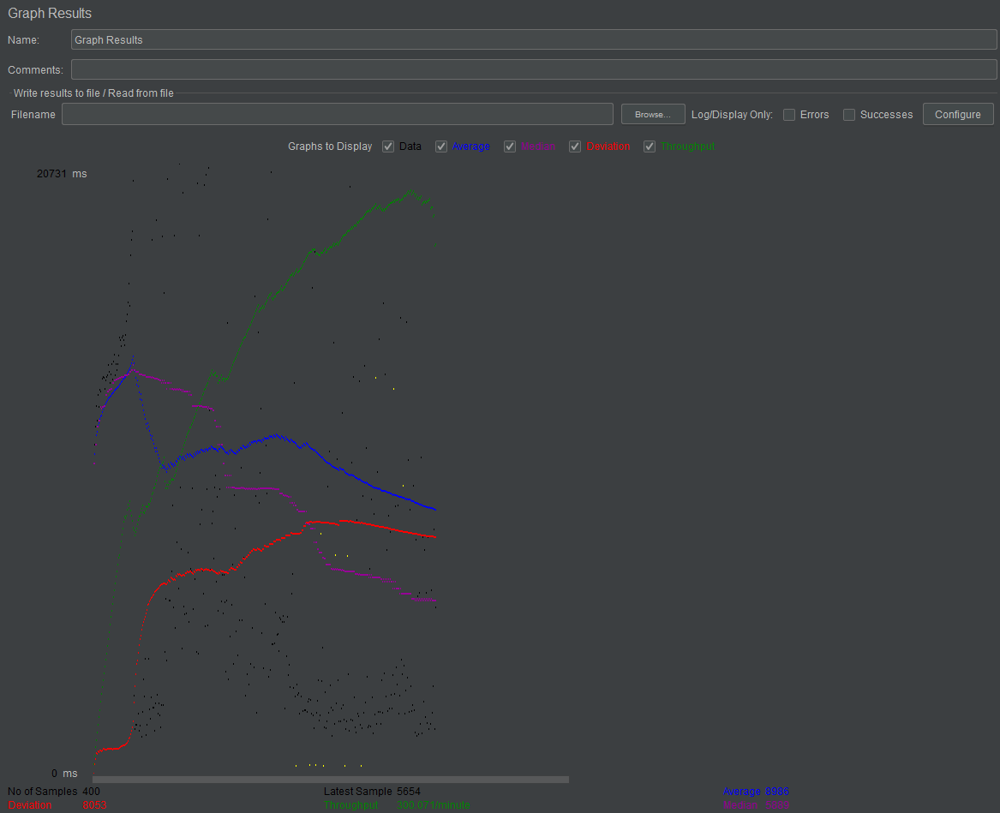 Graph Results
Name: Graph Results
Comments:
Write results to file / Read from file
Filename Browse... Log/Display Only: Errors Successes Configure
Graphs to Display Data Average Median Deviation Throughput
20731 ms
0 ms
No of Samples 400 Latest Sample 5654 Average 8986
Deviation 8053 Throughput 300.071/minute Median